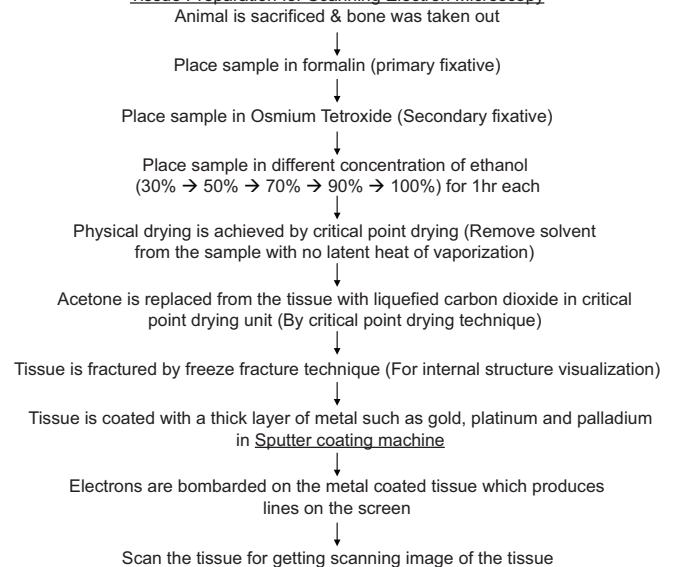 Tissue Preparation for Scanning Electron Microscopy
Animal is sacrificed & bone was taken out
Place sample in formalin (primary fixative)
Place sample in Osmium Tetroxide (Secondary fixative)
Place sample in different concentration of ethanol
(30% → 50% → 70% → 90% → 100%) for 1hr each
Physical drying is achieved by critical point drying (Remove solvent
from the sample with no latent heat of vaporization)
Acetone is replaced from the tissue with liquefied carbon dioxide in critical
point drying unit (By critical point drying technique)
Tissue is fractured by freeze fracture technique (For internal structure visualization)
Tissue is coated with a thick layer of metal such as gold, platinum and palladium
in Sputter coating machine
Electrons are bombarded on the metal coated tissue which produces
lines on the screen
Scan the tissue for getting scanning image of the tissue